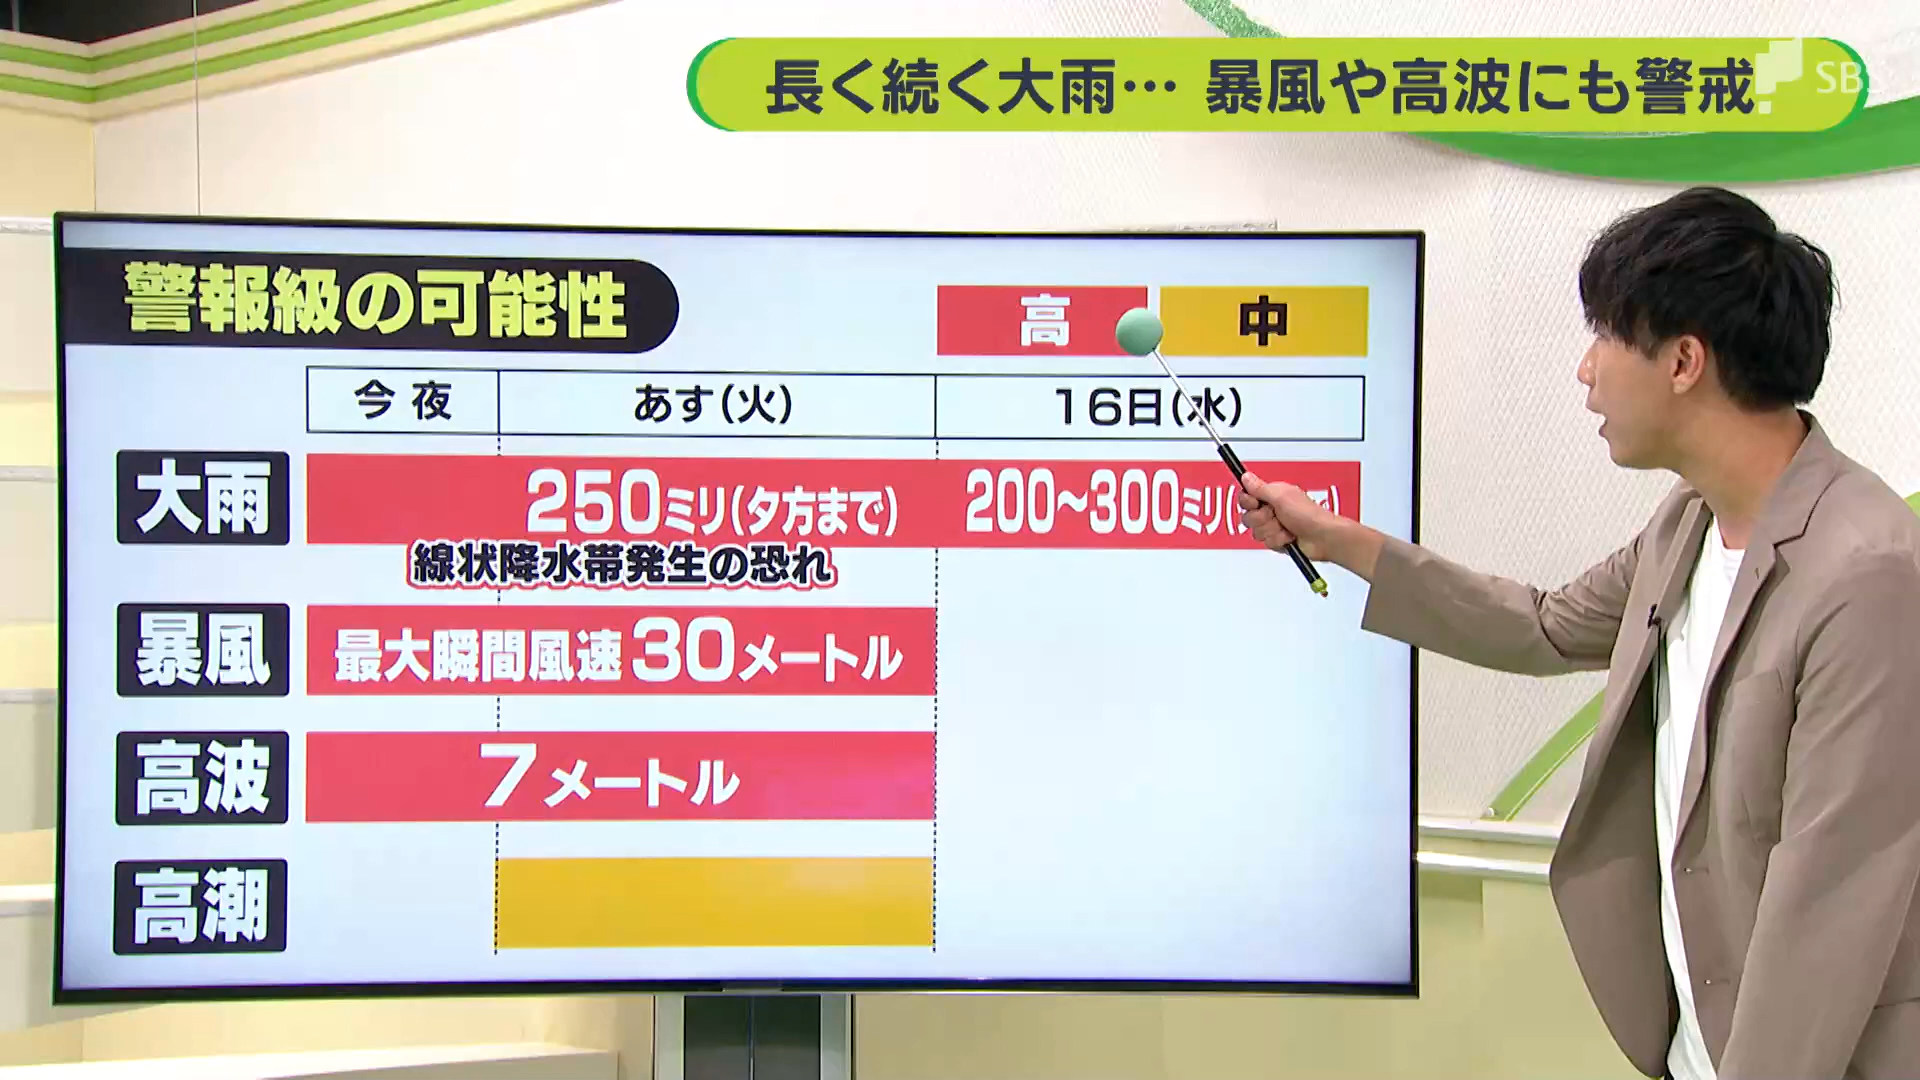 長く続く大雨… 暴風や高波にも警戒
SBS
警報級の可能性
高 中
今夜 あす(火) 16日(水)
大雨 250ミリ(夕方まで) 200~300ミリ(
線状降水帯発生の恐れ
暴風 最大瞬間風速30メートル
高波 7メートル
高潮